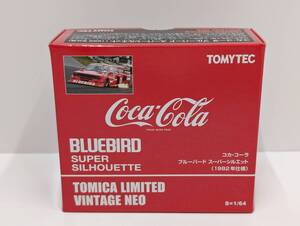 TOMYTEC
Coca-Cola
BLUEBIRD
SUPER
SILHOUETTE
コカ・コーラ
ブルーバード スーパーシルエット
(1982年仕様)
TOMICA LIMITED
VINTAGE NEO
S=1/64